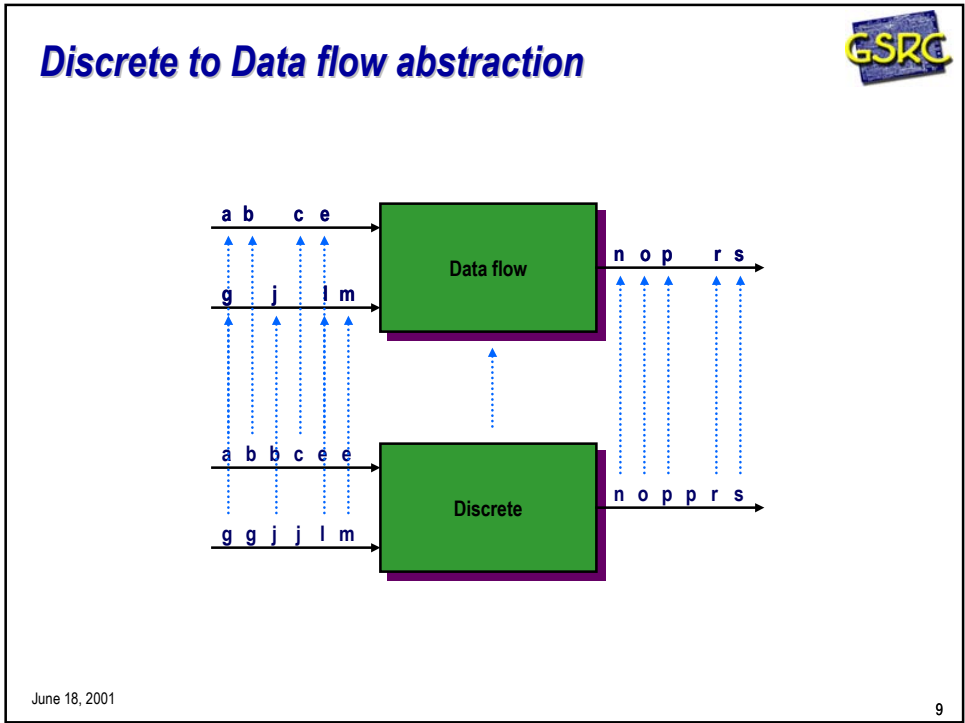 Discrete to Data flow abstraction
GSRC
a b c e
g j l m
Data flow
n o p r s
a b b c e e
g g j j l m
Discrete
n o p p r s
June 18, 2001
9